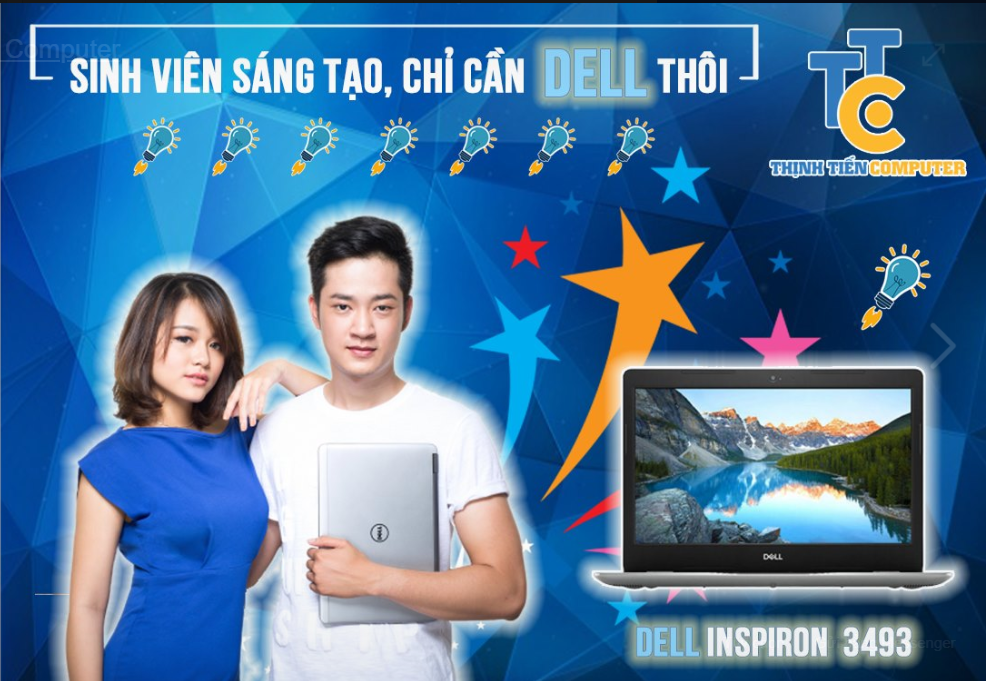 Computer
SINH VIÊN SÁNG TẠO, CHỈ CẦN DELL THÔI
TTC
THỊNH TIẾN COMPUTER
DELL
DELL
DELL INSPIRON 3493